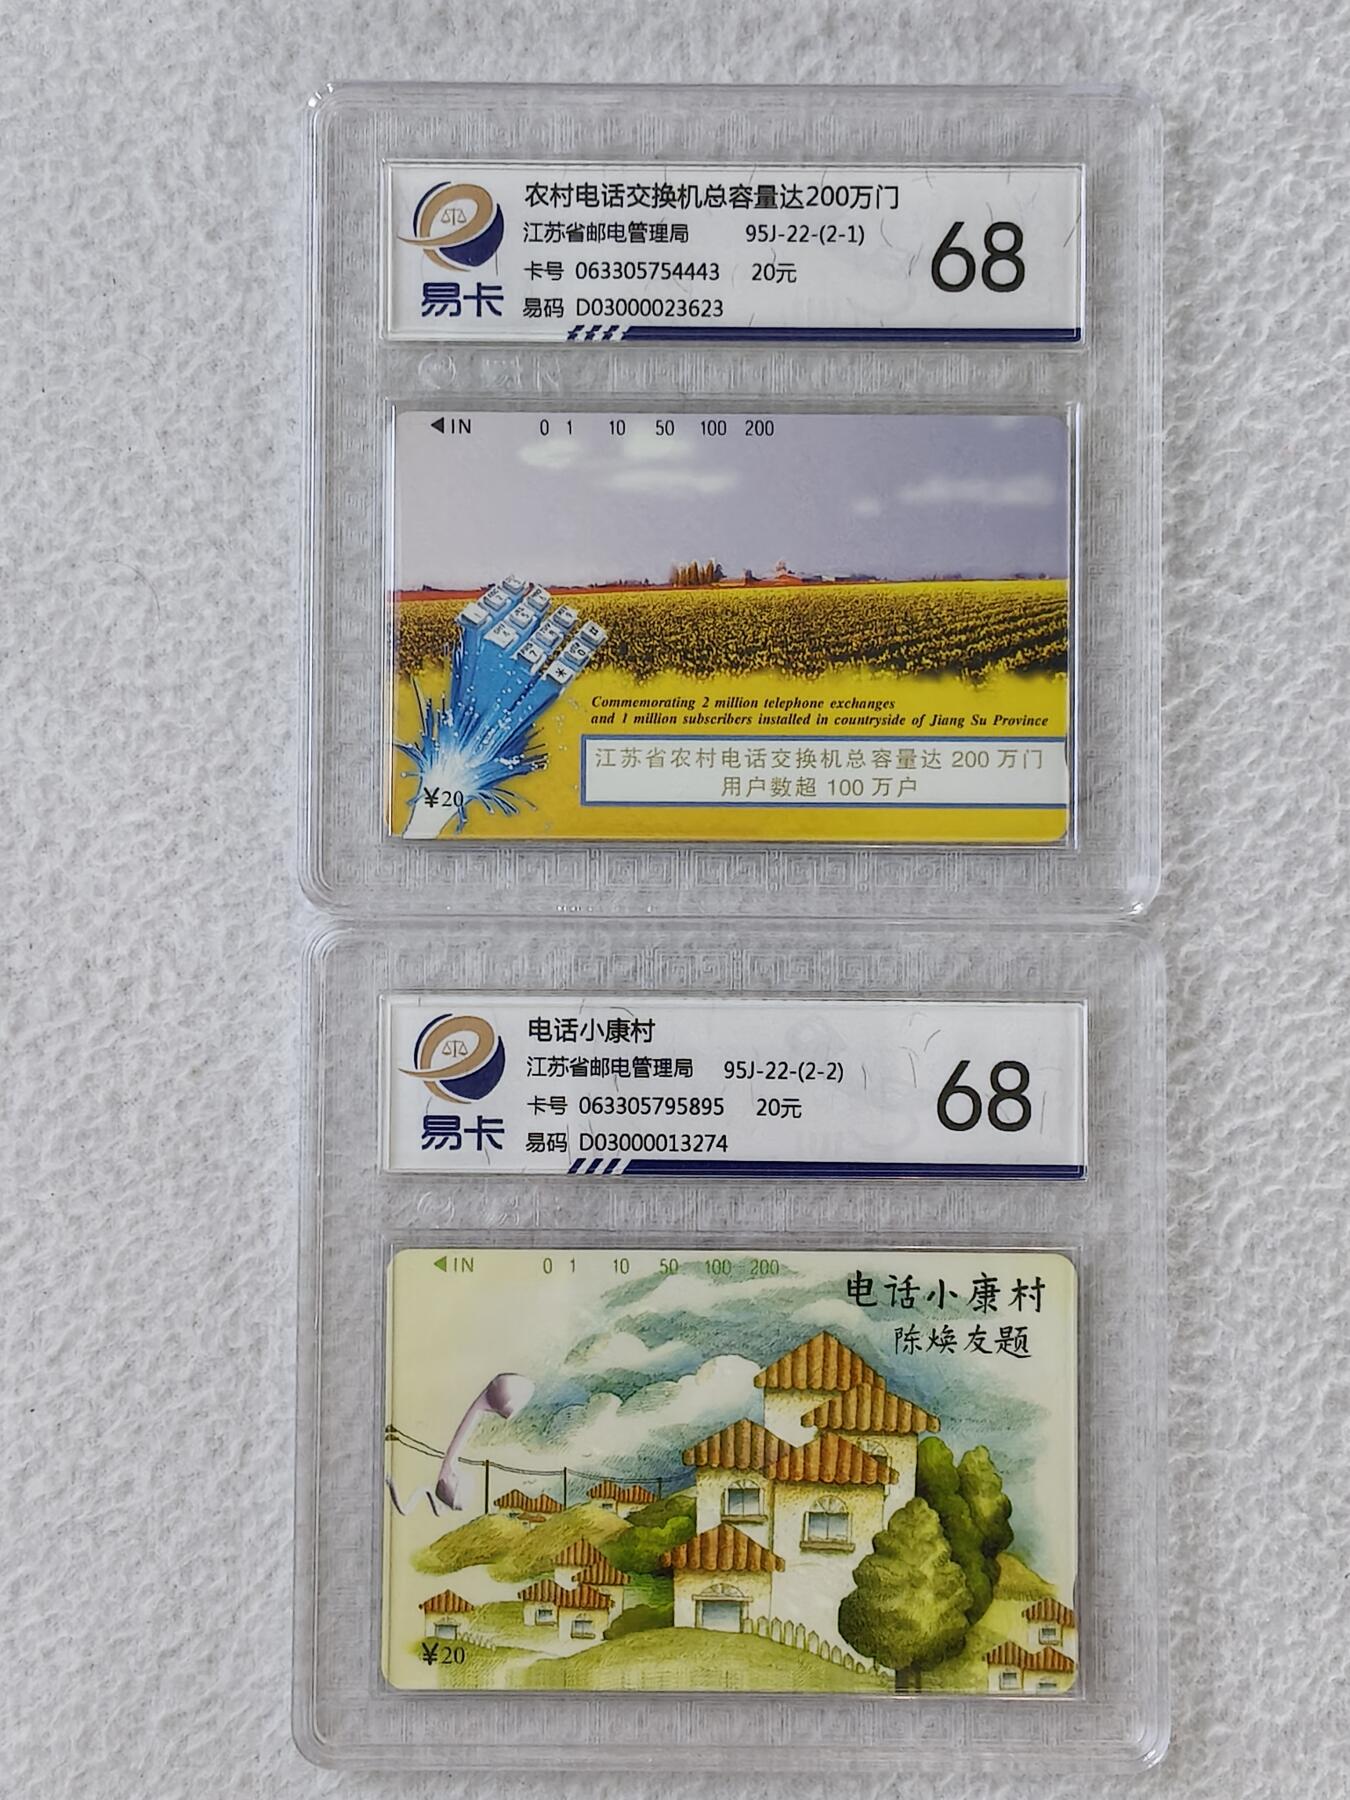 农村电话交换机总容量达200万门
江苏省邮电管理局 95J-22-(2-1)
卡号 063305754443 20元
易码 D03000023623
68
易卡
◀IN 0 1 10 50 100 200
Commemorating 2 million telephone exchanges
and 1 million subscribers installed in countryside of Jiang Su Province
江苏省农村电话交换机总容量达 200 万门
用户数超 100 万户
¥20
电话小康村
江苏省邮电管理局 95J-22-(2-2)
卡号 063305795895 20元
易码 D03000013274
68
易卡
◀IN 0 1 10 50 100 200
电话小康村
陈焕友题
¥20